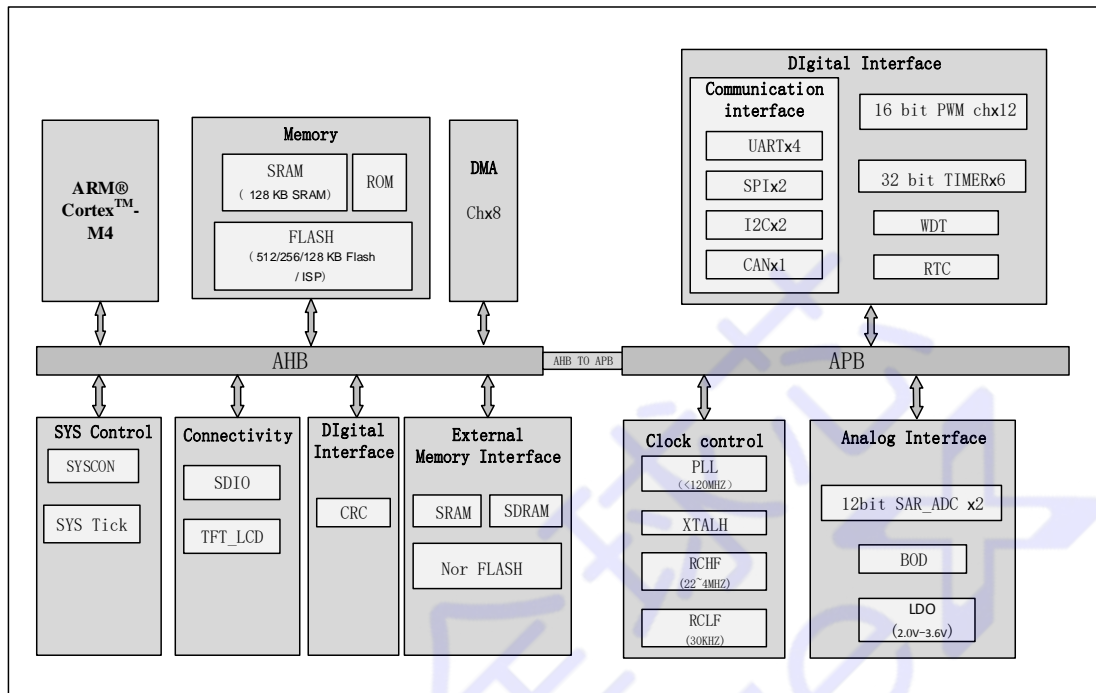 ARM®
Cortex™-
M4
Memory
SRAM
( 128 KB SRAM)
ROM
FLASH
( 512/256/128 KB Flash
/ ISP)
DMA
Chx8
DIgital Interface
Communication
interface
UARTx4
SPIx2
I2Cx2
CANx1
16 bit PWM chx12
32 bit TIMERx6
WDT
RTC
AHB
AHB TO APB
APB
SYS Control
SYSCON
SYS Tick
Connectivity
SDIO
TFT_LCD
DIgital
Interface
CRC
External
Memory Interface
SRAM
SDRAM
Nor FLASH
Clock control
PLL
(<120MHZ)
XTALH
RCHF
(22~4MHZ)
RCLF
(30KHZ)
Analog Interface
12bit SAR_ADC x2
BOD
LDO
(2.0V-3.6V)